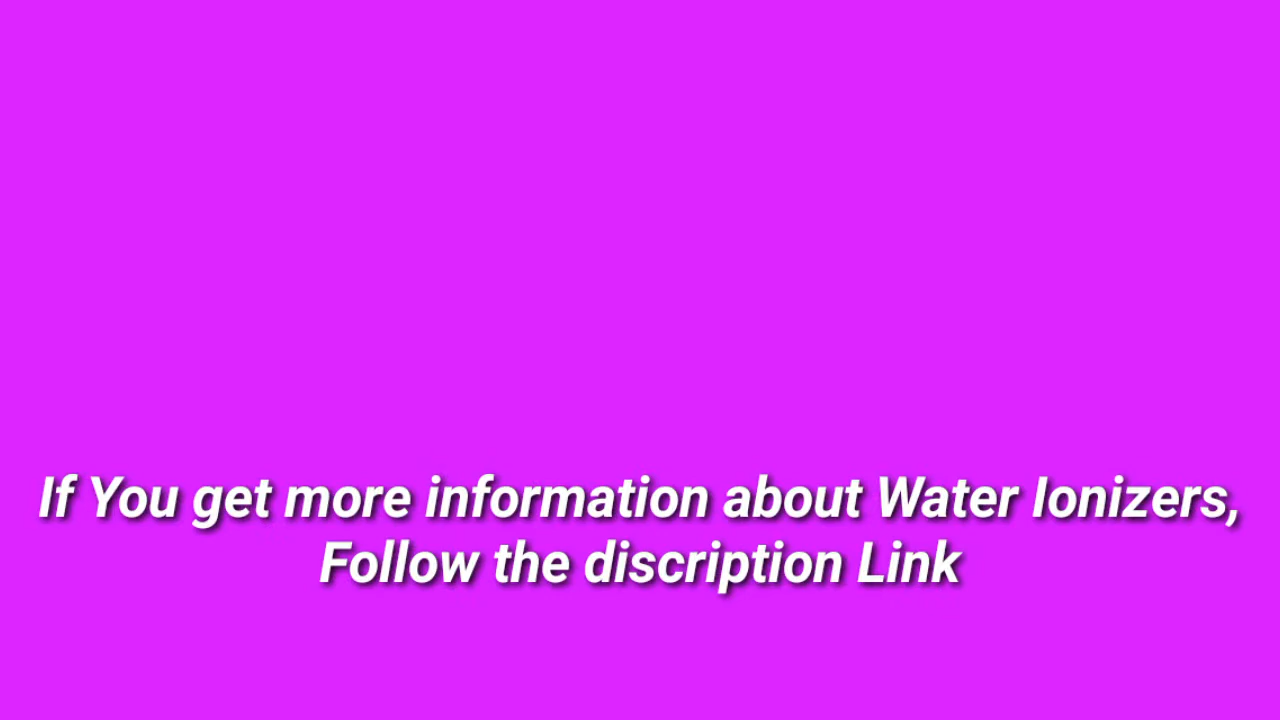 If You get more information about Water Ionizers,
Follow the discription Link